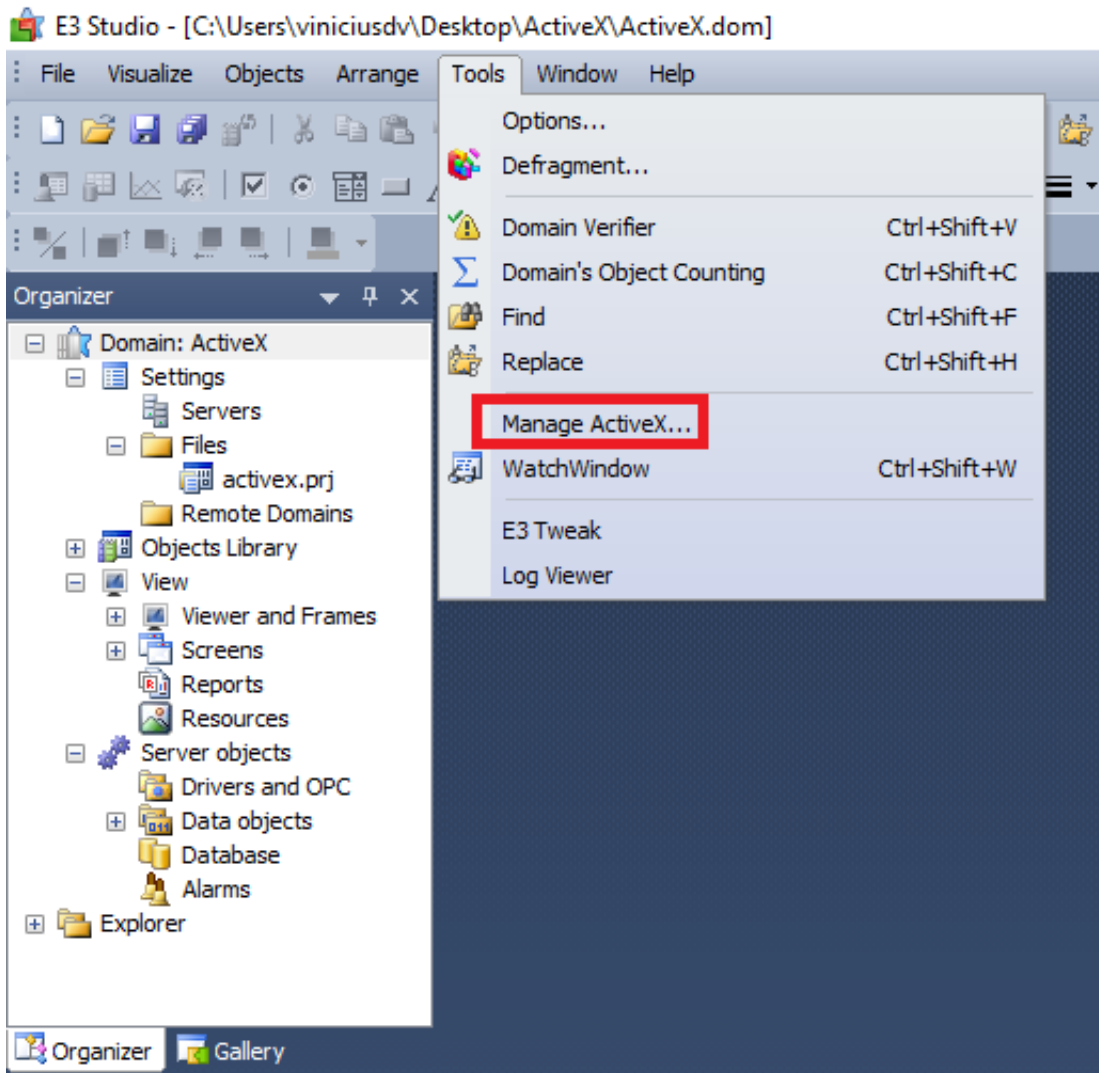 E3 Studio - [C:\Users\viniciusdv\Desktop\ActiveX\ActiveX.dom]
File Visualize Objects Arrange Tools Window Help
Options...
Defragment...
Domain Verifier Ctrl+Shift+V
Domain's Object Counting Ctrl+Shift+C
Find Ctrl+Shift+F
Replace Ctrl+Shift+H
Manage ActiveX...
WatchWindow Ctrl+Shift+W
E3 Tweak
Log Viewer
Organizer
Domain: ActiveX
Settings
Servers
Files
activex.prj
Remote Domains
Objects Library
View
Viewer and Frames
Screens
Reports
Resources
Server objects
Drivers and OPC
Data objects
Database
Alarms
Explorer
Organizer Gallery